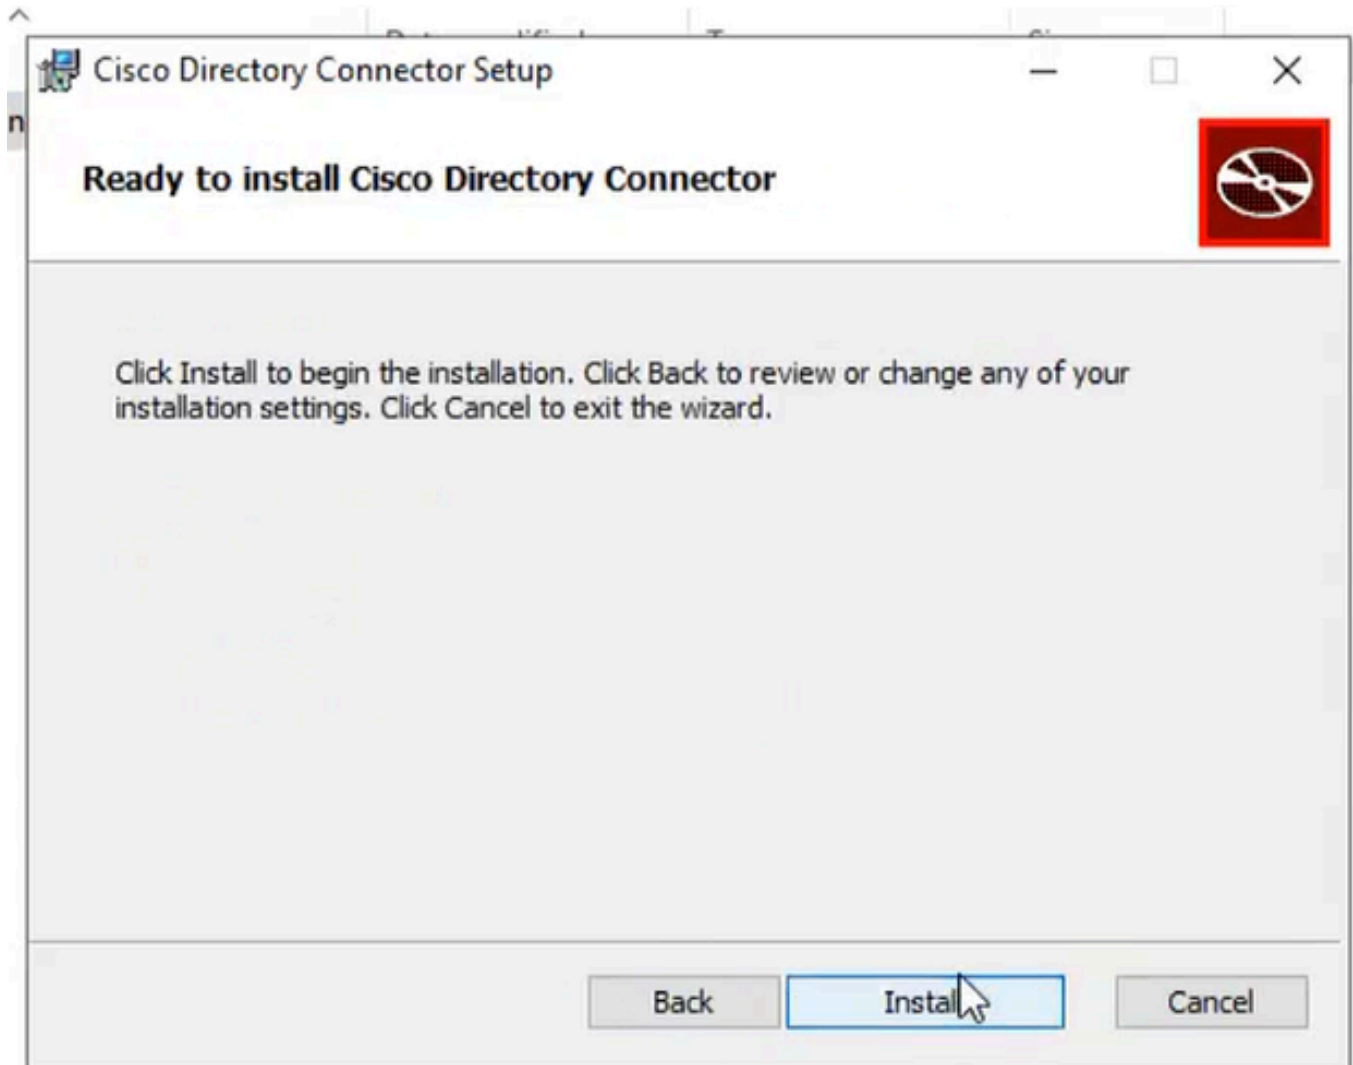 Cisco Directory Connector Setup
Ready to install Cisco Directory Connector
Click Install to begin the installation. Click Back to review or change any of your
installation settings. Click Cancel to exit the wizard.
Back
Install
Cancel